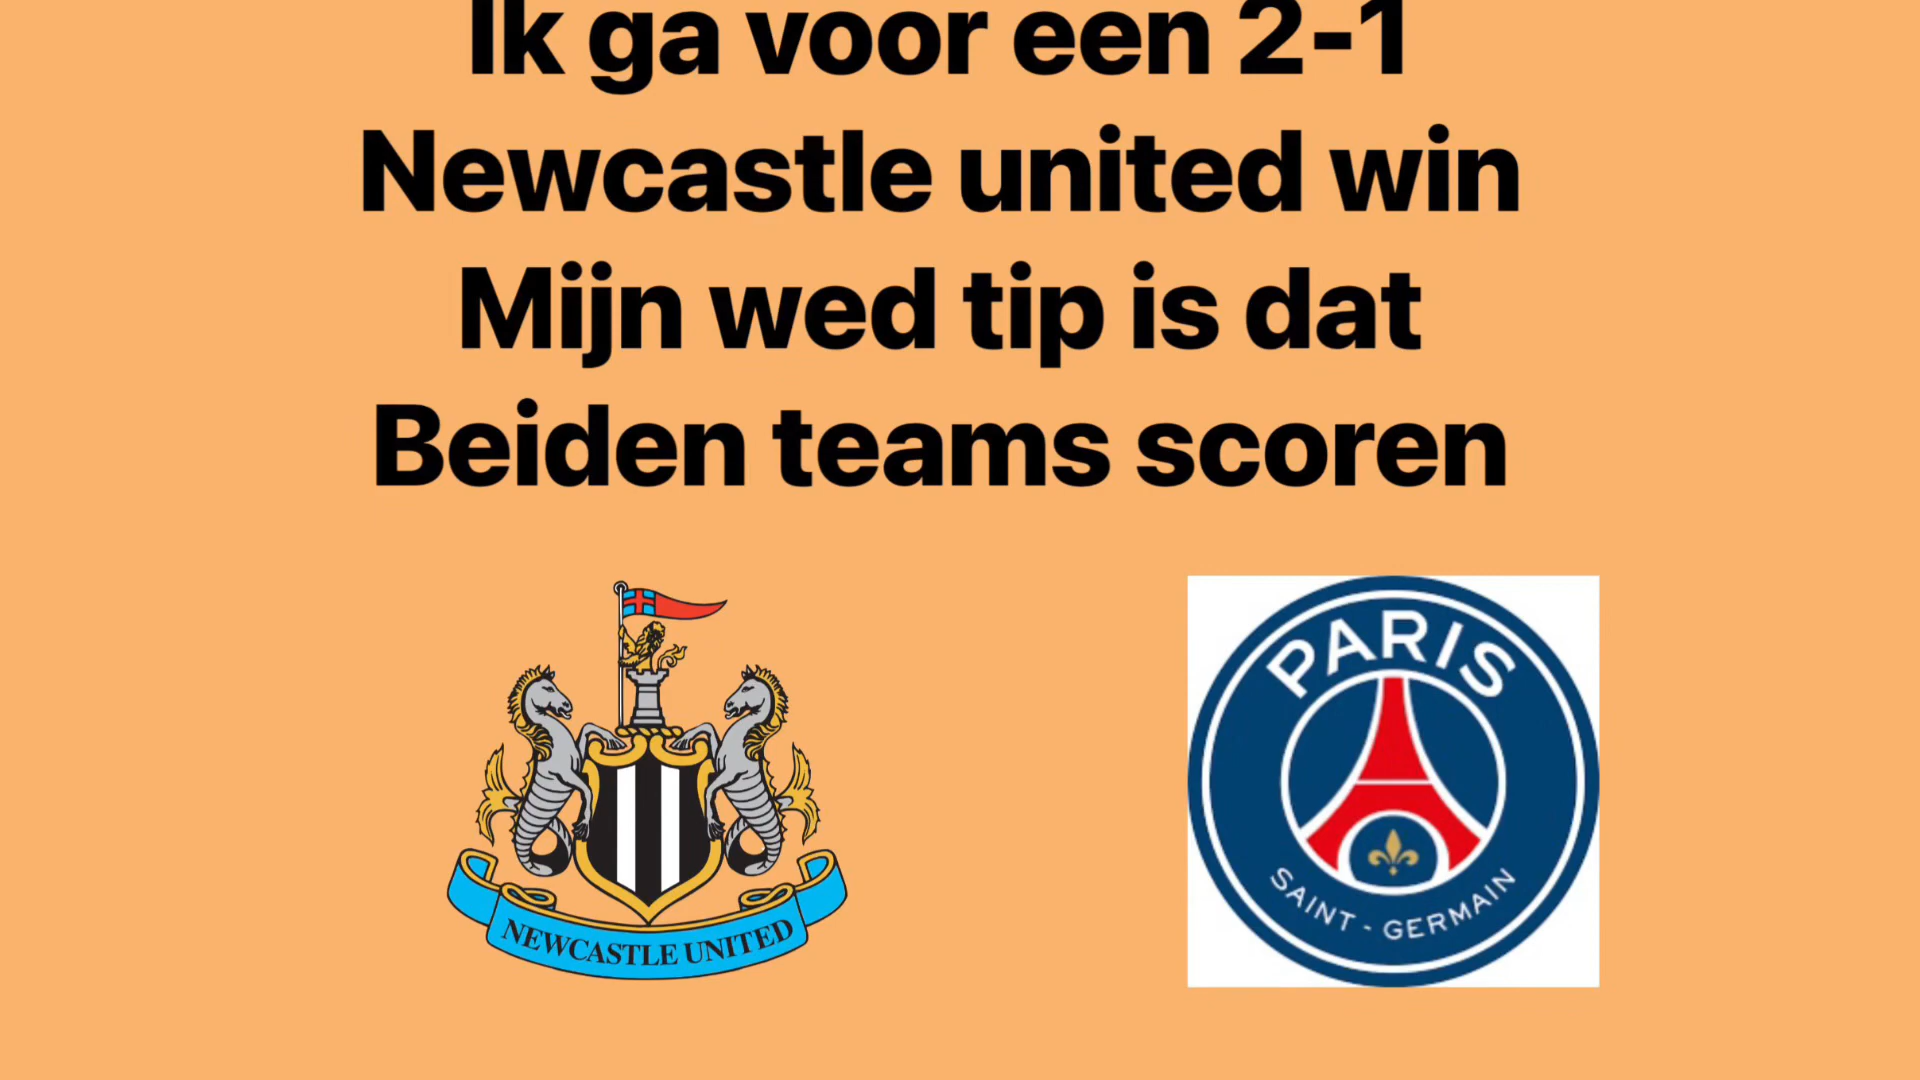 Ik ga voor een 2-1
Newcastle united win
Mijn wed tip is dat
Beiden teams scoren
NEWCASTLE UNITED
PARIS
SAINT-GERMAIN